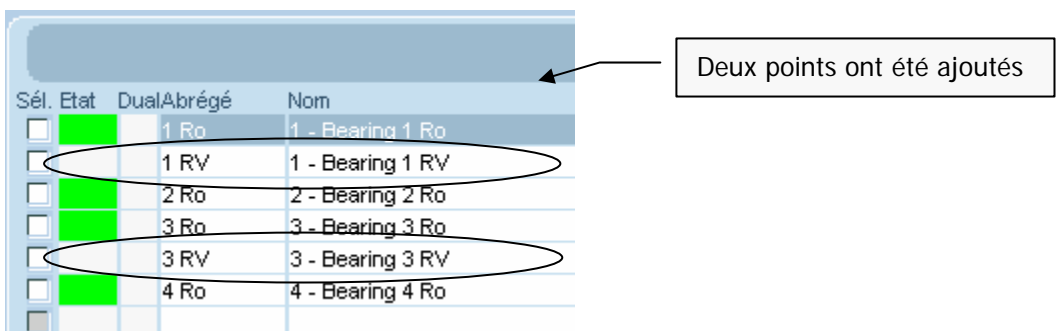 Deux points ont été ajoutés
Sél. Etat DualAbrégé Nom
1 Ro 1 - Bearing 1 Ro
1 RV 1 - Bearing 1 RV
2 Ro 2 - Bearing 2 Ro
3 Ro 3 - Bearing 3 Ro
3 RV 3 - Bearing 3 RV
4 Ro 4 - Bearing 4 Ro